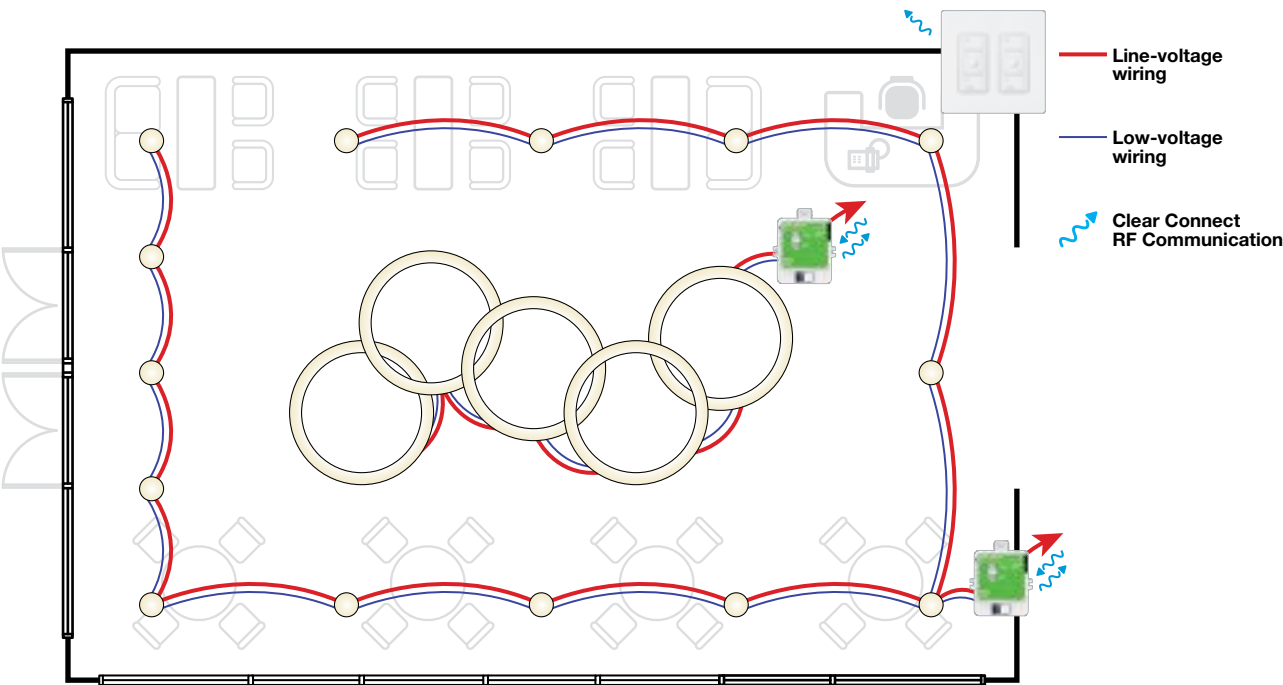 Line-voltage
wiring
Low-voltage
wiring
Clear Connect
RF Communication